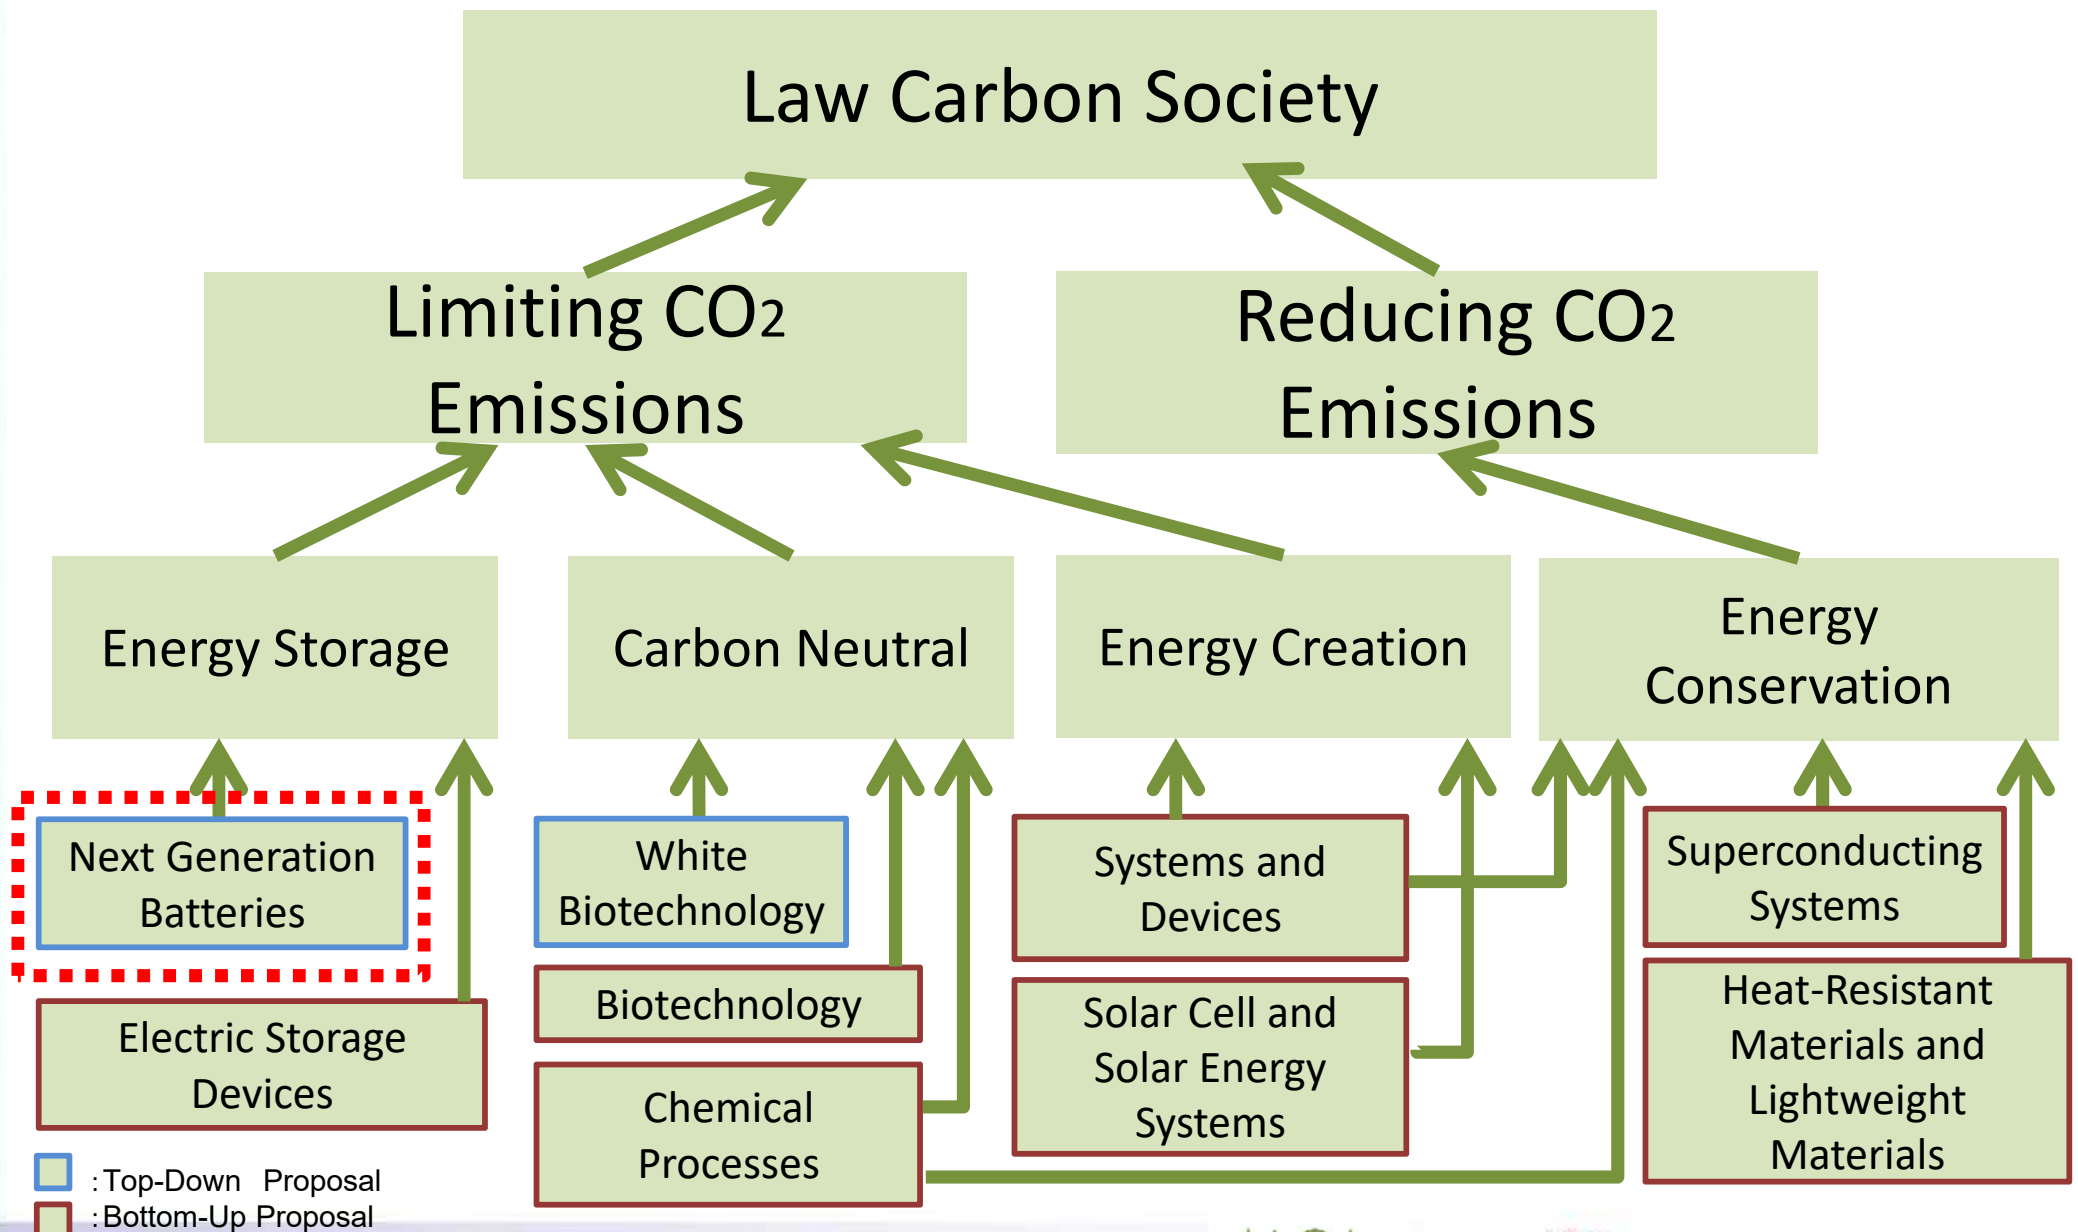 Law Carbon Society
Limiting CO2
Emissions
Reducing CO2
Emissions
Energy Storage
Carbon Neutral
Energy Creation
Energy
Conservation
Next Generation
Batteries
White
Biotechnology
Systems and
Devices
Superconducting
Systems
Electric Storage
Devices
Biotechnology
Chemical
Processes
Solar Cell and
Solar Energy
Systems
Heat-Resistant
Materials and
Lightweight
Materials
:Top-Down Proposal
:Bottom-Up Proposal